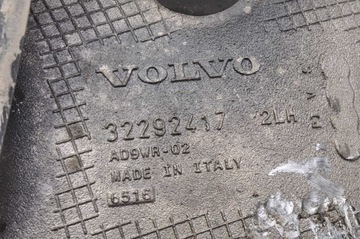 VOLVO
32292417 2LH
AD9WR-02
MADE IN ITALY
6516